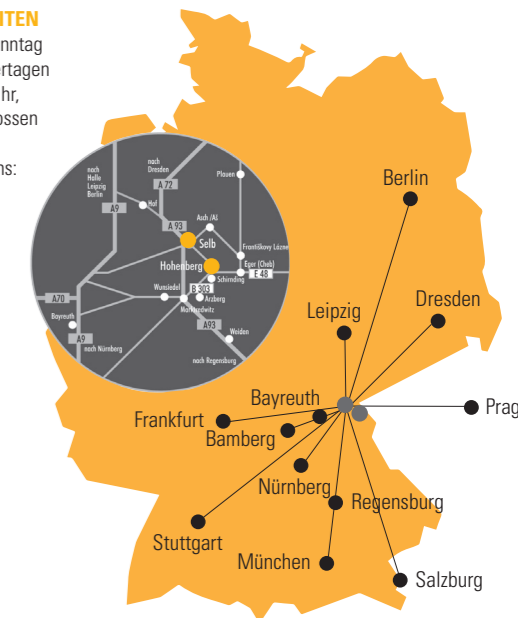 ITEN
nntag
ertagen
hr,
ossen
ns:
nach
Halle
Leipzig
Berlin
nach
Dresden
A 72
Plauen
A9
Hof
A 93
Asch /Aš
Selb
Františkovy Lázne
Hohenberg
Eger (Cheb)
E 48
Schirnding
Wunsiedel
B 303
Arzberg
A70
Marktredwitz
Bayreuth
A93
Weiden
A9
nach Nürnberg
nach Regensburg
Berlin
Leipzig
Dresden
Bayreuth
Prag
Frankfurt
Bamberg
Nürnberg
Regensburg
Stuttgart
München
Salzburg